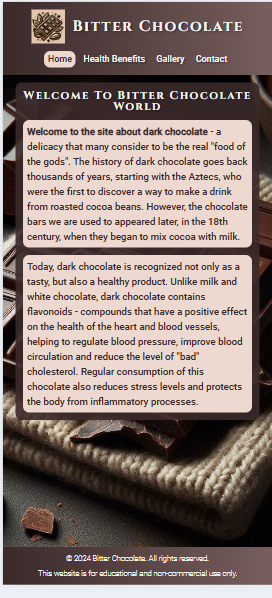 Bitter Chocolate
Home Health Benefits Gallery Contact
Welcome To Bitter Chocolate
World
Welcome to the site about dark chocolate - a
delicacy that many consider to be the real "food of
the gods". The history of dark chocolate goes back
thousands of years, starting with the Aztecs, who
were the first to discover a way to make a drink
from roasted cocoa beans. However, the chocolate
bars we are used to appeared later, in the 18th
century, when they began to mix cocoa with milk.
Today, dark chocolate is recognized not only as a
tasty, but also a healthy product. Unlike milk and
white chocolate, dark chocolate contains
flavonoids - compounds that have a positive effect
on the health of the heart and blood vessels,
helping to regulate blood pressure, improve blood
circulation and reduce the level of "bad"
cholesterol. Regular consumption of this
chocolate also reduces stress levels and protects
the body from inflammatory processes.
© 2024 Bitter Chocolate. All rights reserved.
This website is for educational and non-commercial use only.